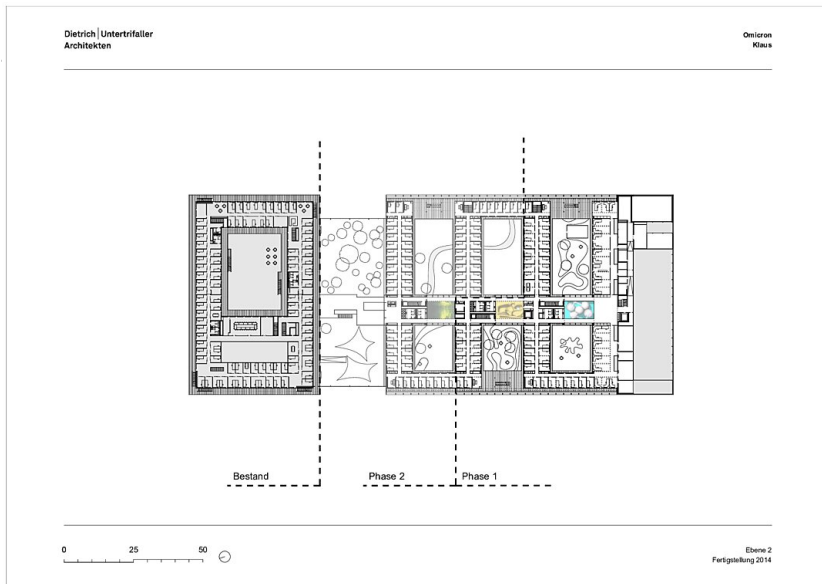 Dietrich | Untertrifaller
Architekten
Omicron
Klaus
Bestand
Phase 2
Phase 1
0 25 50
Ebene 2
Fertigstellung 2014